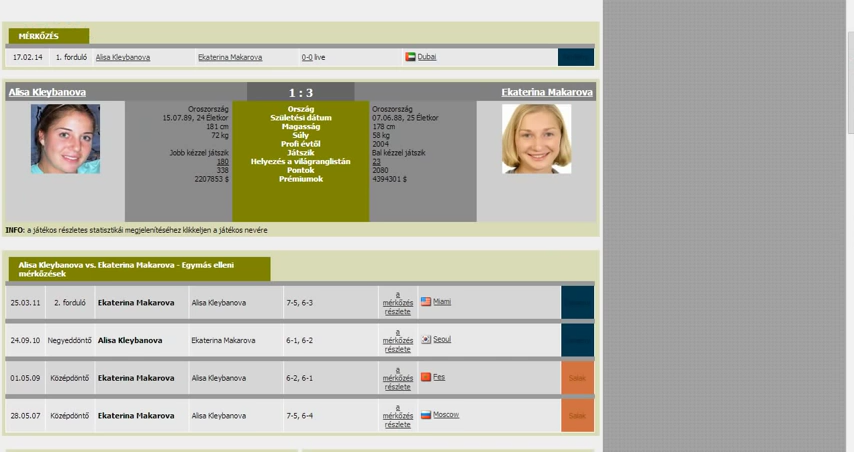 MÉRKŐZÉS
17.02.14 1. forduló Alisa Kleybanova Ekaterina Makarova 0-0 live Dubai
Alisa Kleybanova 1 : 3 Ekaterina Makarova
Oroszország Ország Oroszország
15.07.89, 24 Életkor Születési dátum 07.06.88, 25 Életkor
181 cm Magasság 178 cm
72 kg Súly 58 kg
Profi évtől 2004
Jobb kézzel játszik Játszik Bal kézzel játszik
180 Helyezés a világranglistán 23
338 Pontok 2080
2207853 $ Prémiumok 4394301 $
INFO: a játékos részletes statisztikái megjelenítéséhez klikkeljen a játékos nevére
Alisa Kleybanova vs. Ekaterina Makarova - Egymás elleni
mérkőzések
25.03.11 2. forduló Ekaterina Makarova Alisa Kleybanova 7-5, 6-3 a mérkőzés részlete Miami
24.09.10 Negyeddöntő Alisa Kleybanova Ekaterina Makarova 6-1, 6-2 a mérkőzés részlete Seoul
01.05.09 Középdöntő Ekaterina Makarova Alisa Kleybanova 6-2, 6-1 a mérkőzés részlete Fes Salak
28.05.07 Középdöntő Ekaterina Makarova Alisa Kleybanova 7-5, 6-4 a mérkőzés részlete Moscow Salak